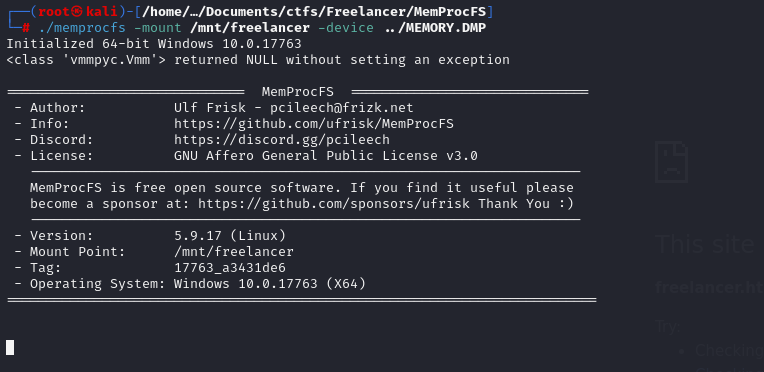 ┌──(root㉿kali)-[/home/…/Documents/ctfs/Freelancer/MemProcFS]
└─# ./memprocfs -mount /mnt/freelancer -device ../MEMORY.DMP
Initialized 64-bit Windows 10.0.17763
<class 'vmmpyc.Vmm'> returned NULL without setting an exception
============================== MemProcFS ==============================
- Author: Ulf Frisk - pcileech@frizk.net
- Info: https://github.com/ufrisk/MemProcFS
- Discord: https://discord.gg/pcileech
- License: GNU Affero General Public License v3.0
---------------------------------------------------------------------
MemProcFS is free open source software. If you find it useful please
become a sponsor at: https://github.com/sponsors/ufrisk Thank You :)
---------------------------------------------------------------------
- Version: 5.9.17 (Linux)
- Mount Point: /mnt/freelancer
- Tag: 17763_a3431de6
- Operating System: Windows 10.0.17763 (X64)
==========================================================================
This site
freelancer.ht
Try:
• Checking